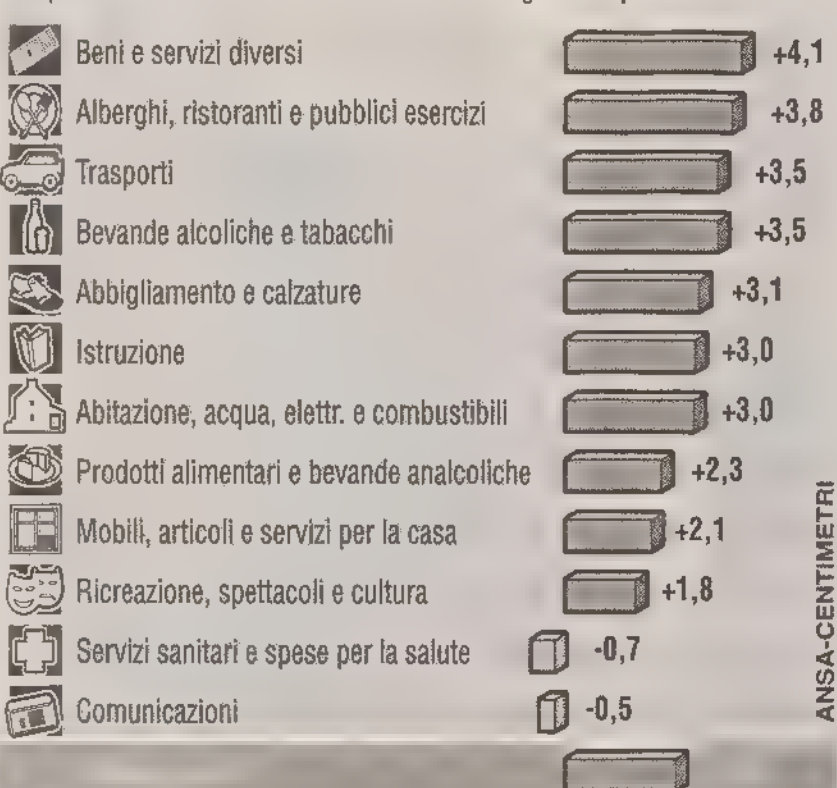 Beni e servizi diversi +4,1
Alberghi, ristoranti e pubblici esercizi +3,8
Trasporti +3,5
Bevande alcoliche e tabacchi +3,5
Abbigliamento e calzature +3,1
Istruzione +3,0
Abitazione, acqua, elettr. e combustibili +3,0
Prodotti alimentari e bevande analcoliche +2,3
Mobili, articoli e servizi per la casa +2,1
Ricreazione, spettacoli e cultura +1,8
Servizi sanitari e spese per la salute -0,7
Comunicazioni -0,5
ANSA-CENTIMETRI